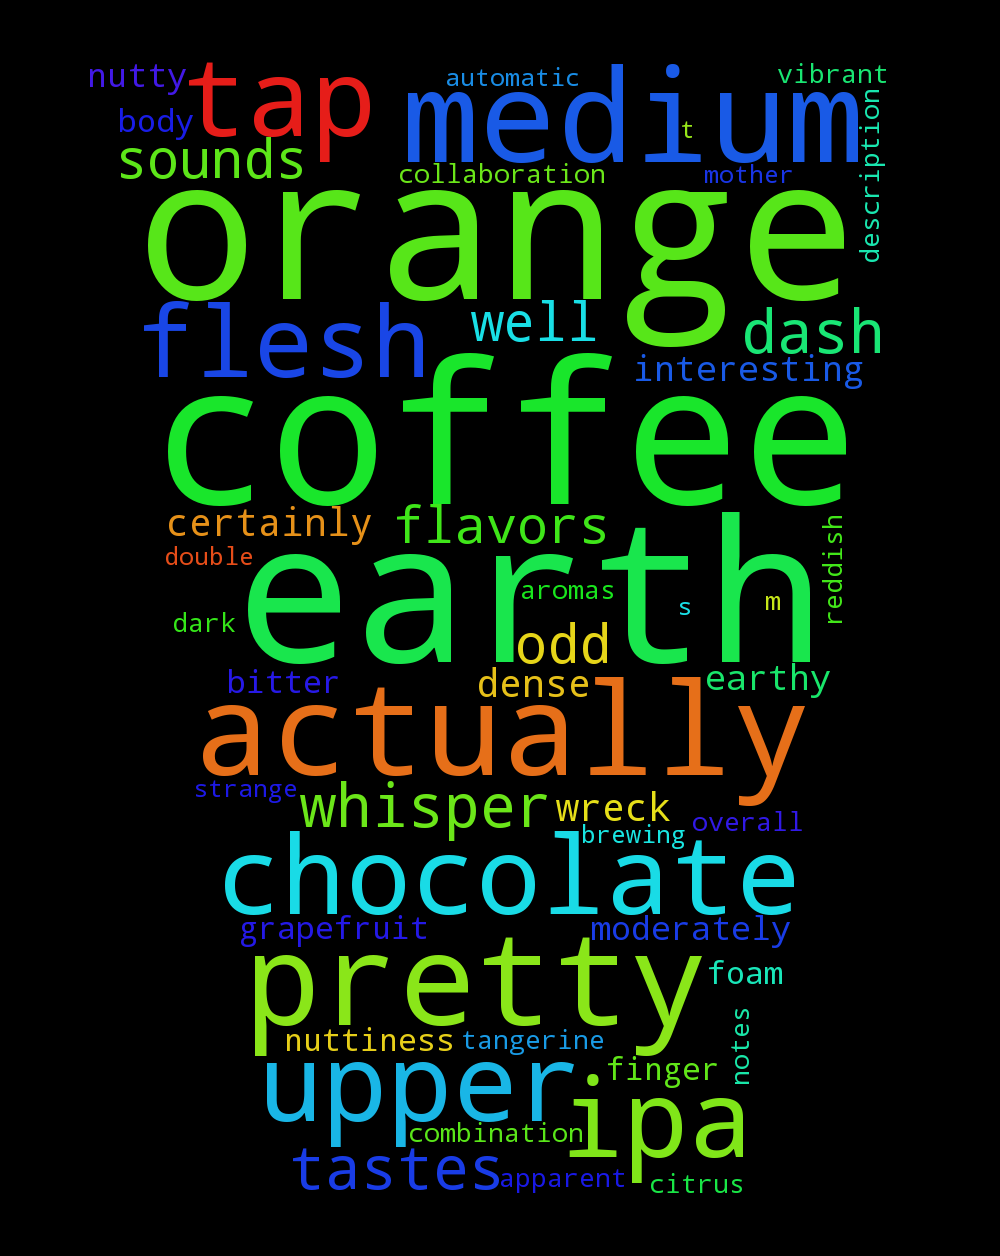 nutty
tap
automatic
medium
vibrant
body
t
description
sounds
collaboration
mother
orange
flesh
well
dash
interesting
coffee
certainly
flavors
reddish
double
earth
aromas
s
m
dark
odd
bitter
dense
earthy
actually
strange
whisper
wreck
overall
brewing
chocolate
grapefruit
moderately
pretty
foam
notes
nuttiness
tangerine
upper
finger
ipa
combination
tastes
apparent
citrus